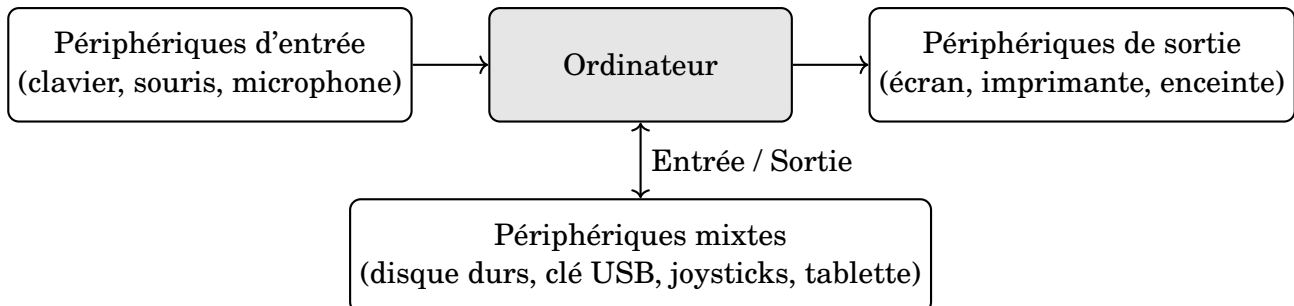 Périphériques d'entrée
(clavier, souris, microphone)
Ordinateur
Périphériques de sortie
(écran, imprimante, enceinte)
Entrée / Sortie
Périphériques mixtes
(disque durs, clé USB, joysticks, tablette)